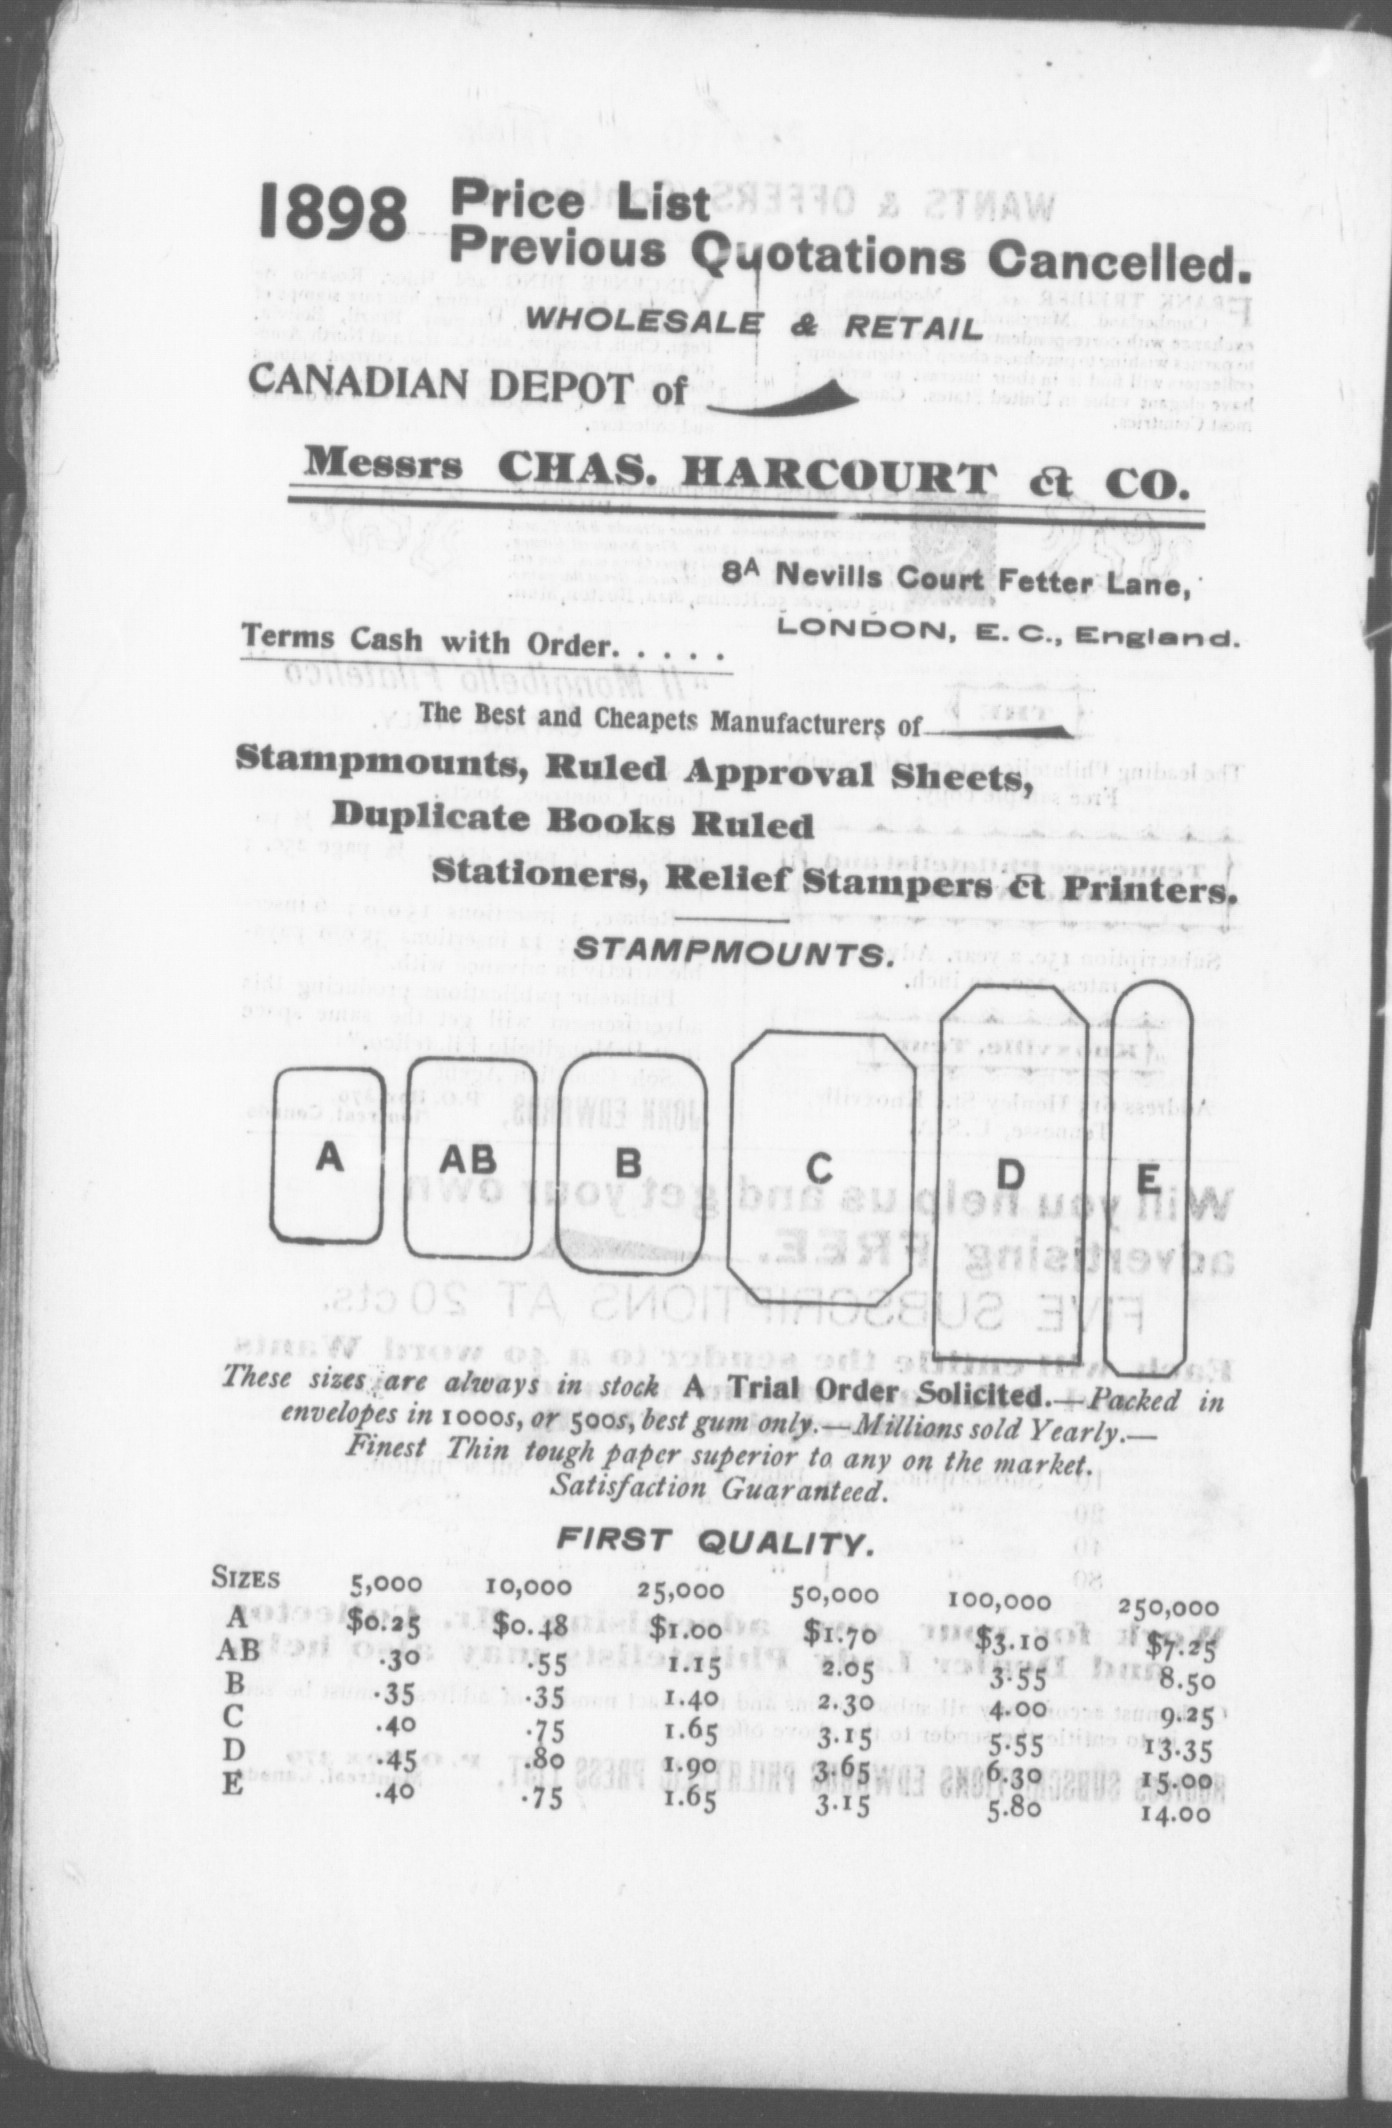 1898 Price List
Previous Quotations Cancelled.
WHOLESALE & RETAIL
CANADIAN DEPOT of
Messrs CHAS. HARCOURT & CO.
8A Nevills Court Fetter Lane,
LONDON, E. C., England.
Terms Cash with Order. . . . .
The Best and Cheapets Manufacturers of
Stampmounts, Ruled Approval Sheets,
Duplicate Books Ruled
Stationers, Relief Stampers & Printers.
STAMPMOUNTS.
A AB B C D E
These sizes are always in stock A Trial Order Solicited.—Packed in
envelopes in 1000s, or 500s, best gum only.—Millions sold Yearly.—
Finest Thin tough paper superior to any on the market.
Satisfaction Guaranteed.
FIRST QUALITY.
SIZES 5,000 10,000 25,000 50,000 100,000 250,000
A $0.25 $0.48 $1.00 $1.70 $3.10 $7.25
AB .30 .55 1.15 2.05 3.55 8.50
B .35 .35 1.40 2.30 4.00 9.25
C .40 .75 1.65 3.15 5.55 13.35
D .45 .80 1.90 3.65 6.30 15.00
E .40 .75 1.65 3.15 5.80 14.00